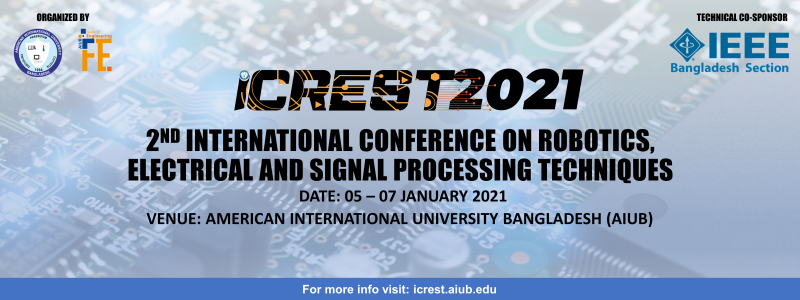 ORGANIZED BY
TECHNICAL CO-SPONSOR
FE.
IEEE
Bangladesh Section
iCREST2021
2ND INTERNATIONAL CONFERENCE ON ROBOTICS,
ELECTRICAL AND SIGNAL PROCESSING TECHNIQUES
DATE: 05 – 07 JANUARY 2021
VENUE: AMERICAN INTERNATIONAL UNIVERSITY BANGLADESH (AIUB)
For more info visit: icrest.aiub.edu